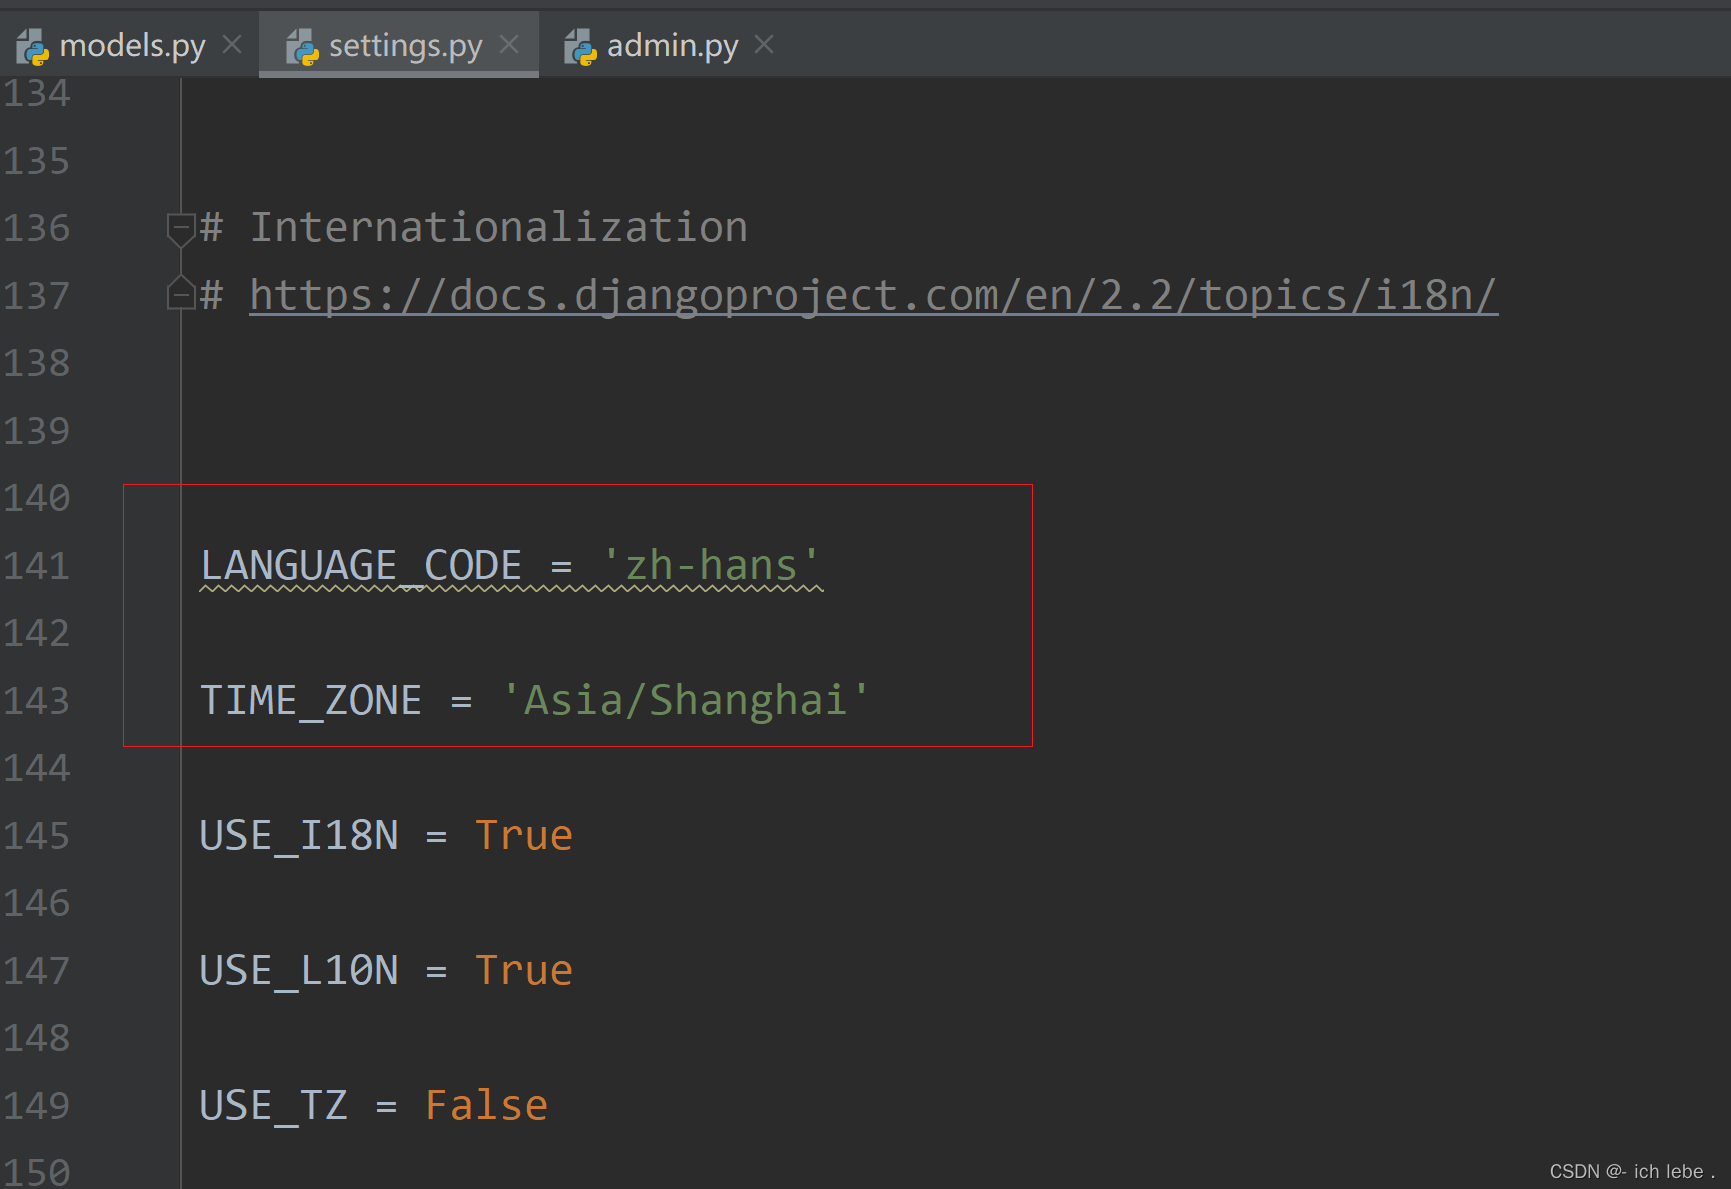 models.py settings.py admin.py
134
135
136 # Internationalization
137 # https://docs.djangoproject.com/en/2.2/topics/i18n/
138
139
140
141 LANGUAGE_CODE = 'zh-hans'
142
143 TIME_ZONE = 'Asia/Shanghai'
144
145 USE_I18N = True
146
147 USE_L10N = True
148
149 USE_TZ = False
150
CSDN @- ich lebe .